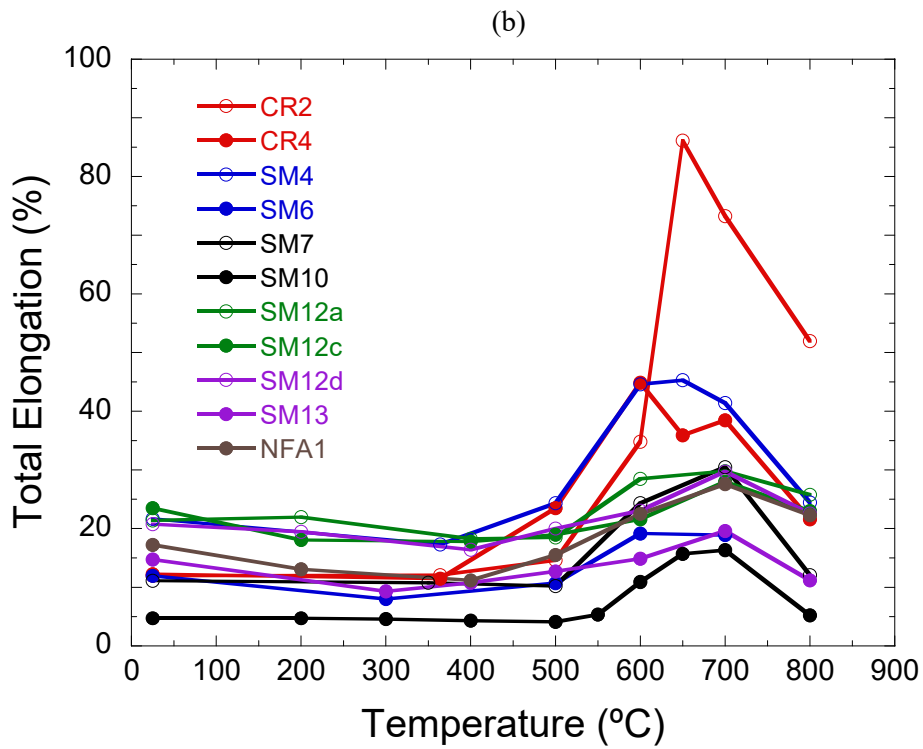 (b)
Total Elongation (%)
100
80
60
40
20
0
CR2
CR4
SM4
SM6
SM7
SM10
SM12a
SM12c
SM12d
SM13
NFA1
0 100 200 300 400 500 600 700 800 900
Temperature (ºC)